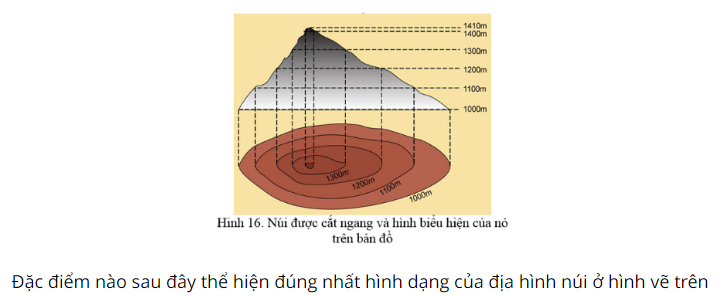 1410m
1400m
1300m
1200m
1100m
1000m
1300m
1200m
1100m
1000m
Hình 16. Núi được cắt ngang và hình biểu hiện của nó
trên bản đồ
Đặc điểm nào sau đây thể hiện đúng nhất hình dạng của địa hình núi ở hình vẽ trên